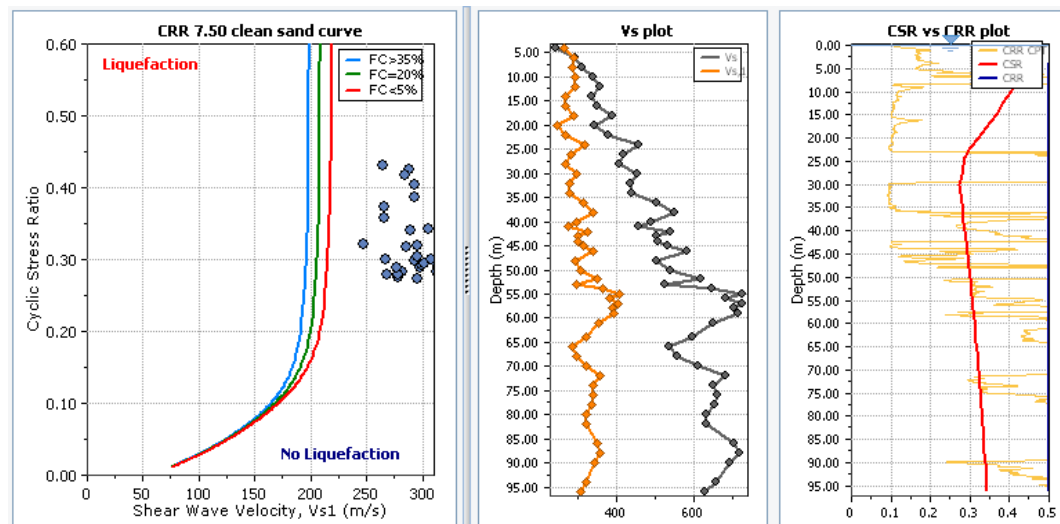 CRR 7.50 clean sand curve
0.60
0.50
0.40
0.30
0.20
0.10
0.00
Cyclic Stress Ratio
Liquefaction
FC>35%
FC=20%
FC<5%
No Liquefaction
0 50 100 150 200 250 300
Shear Wave Velocity, Vs1 (m/s)
Vs plot
5.00
10.00
15.00
20.00
25.00
30.00
35.00
40.00
45.00
50.00
55.00
60.00
65.00
70.00
75.00
80.00
85.00
90.00
95.00
Depth (m)
Vs
Vs,1
400 600
CSR vs CRR plot
0.00
5.00
10.00
15.00
20.00
25.00
30.00
35.00
40.00
45.00
50.00
55.00
60.00
65.00
70.00
75.00
80.00
85.00
90.00
95.00
Depth (m)
CRR CPT
CSR
CRR
0 0.1 0.2 0.3 0.4 0.5